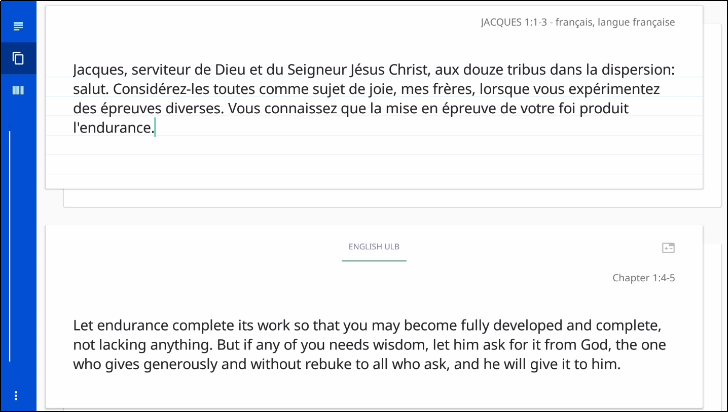 JACQUES 1:1-3 - français, langue française
Jacques, serviteur de Dieu et du Seigneur Jésus Christ, aux douze tribus dans la dispersion:
salut. Considérez-les toutes comme sujet de joie, mes frères, lorsque vous expérimentez
des épreuves diverses. Vous connaissez que la mise en épreuve de votre foi produit
l'endurance.
ENGLISH ULB
Chapter 1:4-5
Let endurance complete its work so that you may become fully developed and complete,
not lacking anything. But if any of you needs wisdom, let him ask for it from God, the one
who gives generously and without rebuke to all who ask, and he will give it to him.